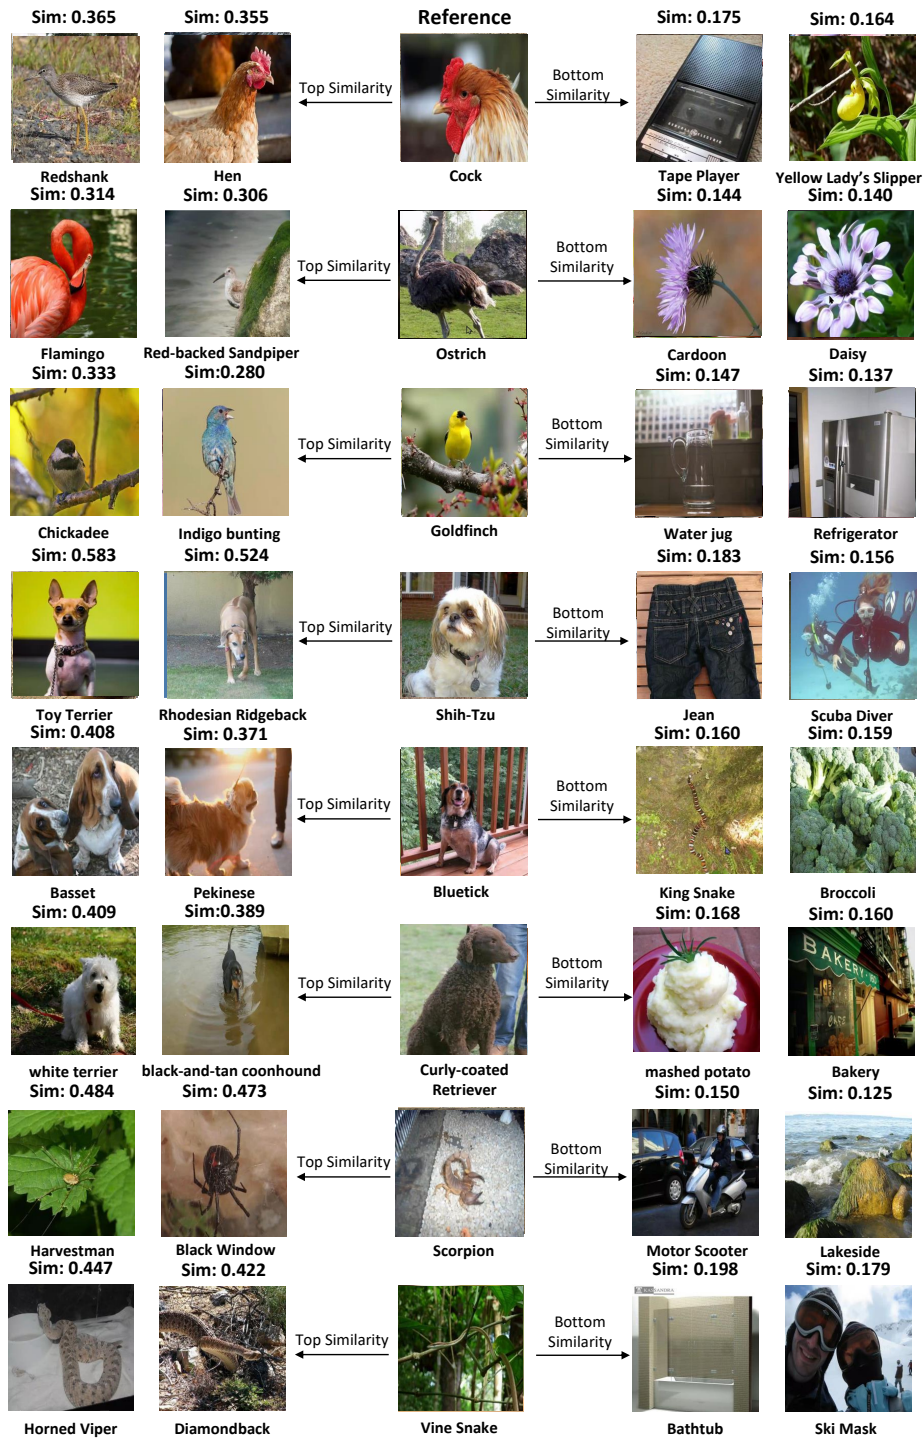 Sim: 0.365 Sim: 0.355 Reference Sim: 0.175 Sim: 0.164
Top Similarity Bottom Similarity
GENERAL ELECTRIC
Redshank Hen Cock Tape Player Yellow Lady's Slipper
Sim: 0.314 Sim: 0.306 Sim: 0.144 Sim: 0.140
Top Similarity Bottom Similarity
Flamingo Red-backed Sandpiper Ostrich Cardoon Daisy
Sim: 0.333 Sim:0.280 Sim: 0.147 Sim: 0.137
Top Similarity Bottom Similarity
Chickadee Indigo bunting Goldfinch Water jug Refrigerator
Sim: 0.583 Sim: 0.524 Sim: 0.183 Sim: 0.156
Top Similarity Bottom Similarity
Toy Terrier Rhodesian Ridgeback Shih-Tzu Jean Scuba Diver
Sim: 0.408 Sim: 0.371 Sim: 0.160 Sim: 0.159
Top Similarity Bottom Similarity
Basset Pekinese Bluetick King Snake Broccoli
Sim: 0.409 Sim:0.389 Sim: 0.168 Sim: 0.160
BAKERY
Top Similarity Bottom Similarity
CAFE
white terrier black-and-tan coonhound Curly-coated Retriever mashed potato Bakery
Sim: 0.484 Sim: 0.473 Sim: 0.150 Sim: 0.125
Top Similarity Bottom Similarity
Harvestman Black Window Scorpion Motor Scooter Lakeside
Sim: 0.447 Sim: 0.422 Sim: 0.198 Sim: 0.179
Top Similarity Bottom Similarity
Horned Viper Diamondback Vine Snake Bathtub Ski Mask